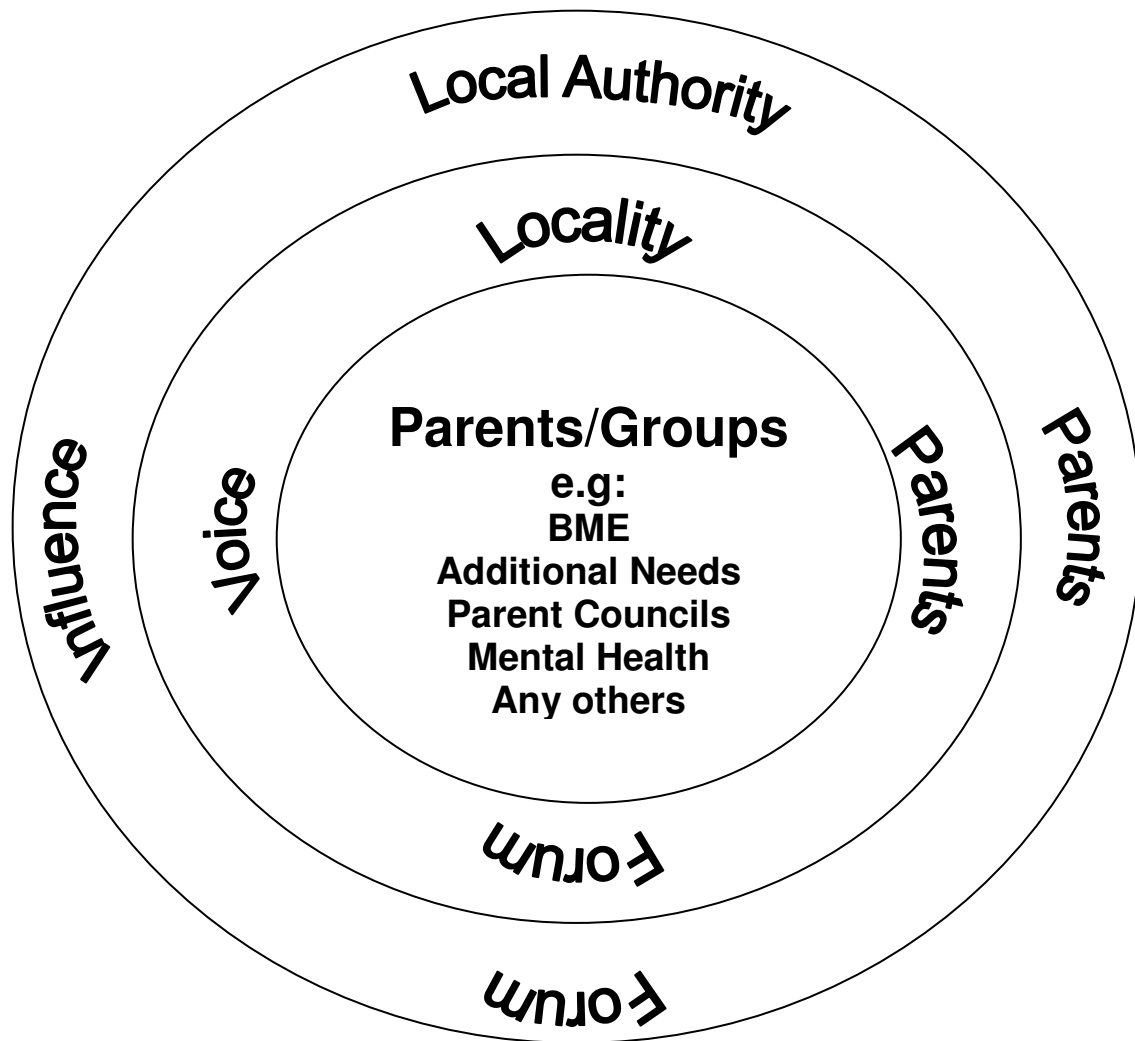 Local Authority
Parents
Forum
Influence
Locality
Parents
Forum
Voice
Parents/Groups
e.g:
BME
Additional Needs
Parent Councils
Mental Health
Any others